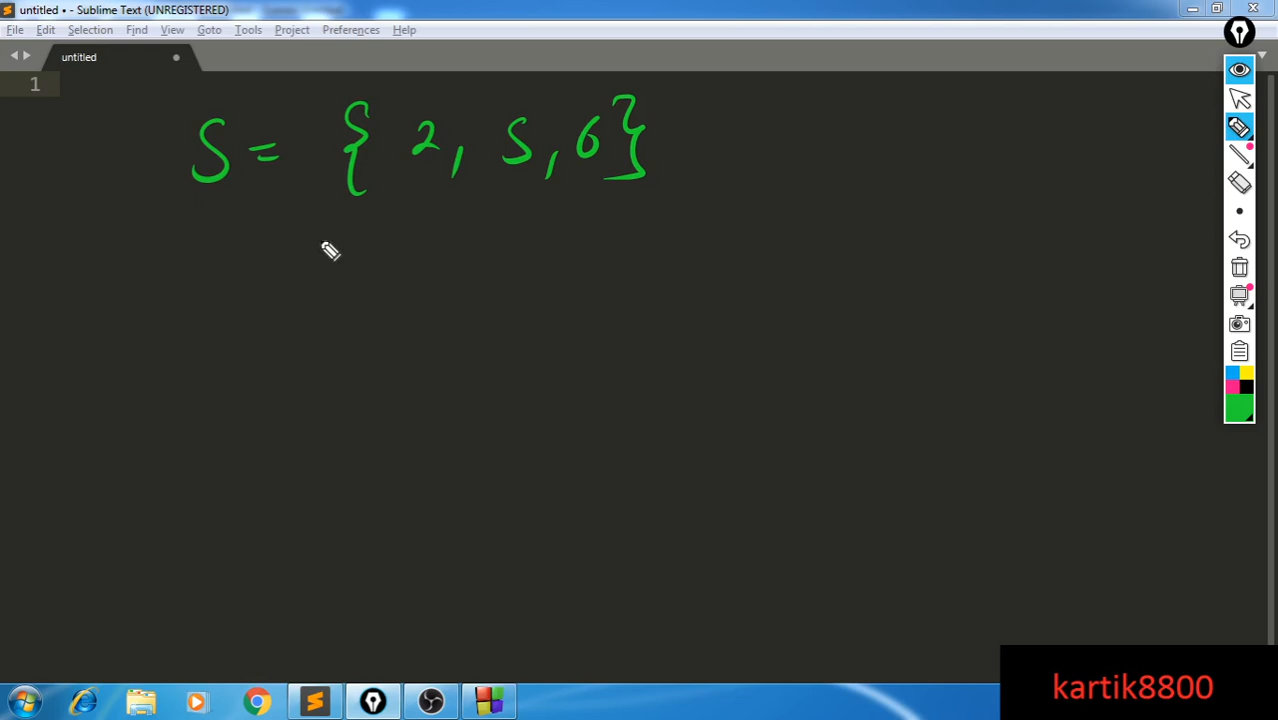 untitled • - Sublime Text (UNREGISTERED)
File Edit Selection Find View Goto Tools Project Preferences Help
untitled
1
S = { 2, 5, 6}
kartik8800